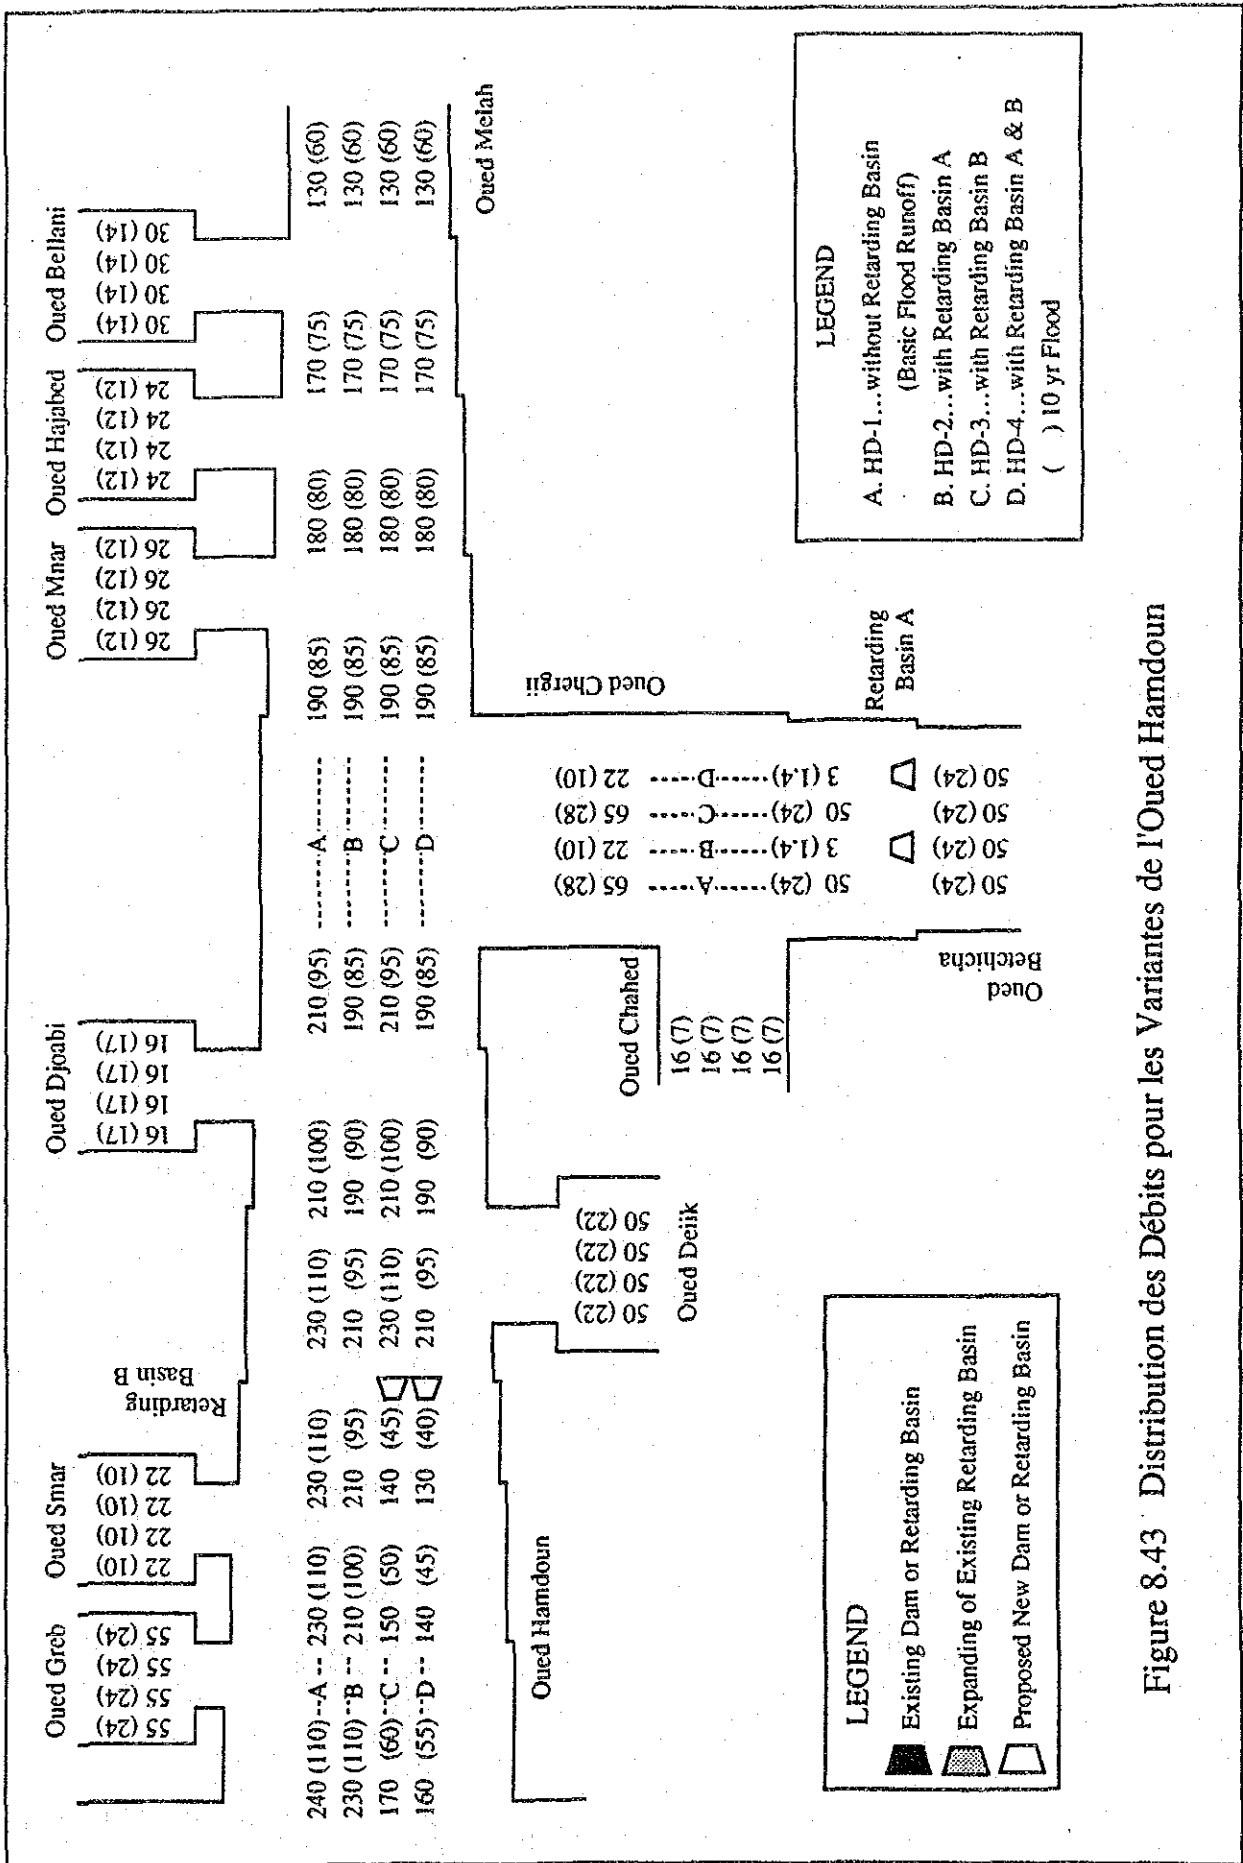 Oued Greb
55 (24)
55 (24)
55 (24)
55 (24)
Oued Smar
22 (10)
22 (10)
22 (10)
22 (10)
Retarding
Basin B
Oued Djoabi
16 (17)
16 (17)
16 (17)
16 (17)
Oued Mnar
26 (12)
26 (12)
26 (12)
26 (12)
Oued Hajabed
24 (12)
24 (12)
24 (12)
24 (12)
Oued Bellani
30 (14)
30 (14)
30 (14)
30 (14)
240 (110)--A-- 230 (110) 230 (110) 230 (110) 210 (100) 210 (95) --------A-------- 190 (85) 180 (80) 170 (75) 130 (60)
230 (110)--B-- 210 (100) 210 (95) 210 (95) 190 (90) 190 (85) --------B-------- 190 (85) 180 (80) 170 (75) 130 (60)
170 (60)--C-- 150 (50) 140 (45) 230 (110) 210 (100) 210 (95) --------C-------- 190 (85) 180 (80) 170 (75) 130 (60)
160 (55)--D-- 140 (45) 130 (40) 210 (95) 190 (90) 190 (85) --------D-------- 190 (85) 180 (80) 170 (75) 130 (60)
Oued Hamdoun
Oued Melah
50 (22)
50 (22)
50 (22)
50 (22)
Oued Deiik
Oued Chahed
16 (7)
16 (7)
16 (7)
16 (7)
Oued Chergii
65 (28) -----A------ 50 (24) 50 (24)
22 (10) -----B------ 3 (1.4) 50 (24)
65 (28) -----C------ 50 (24) 50 (24)
22 (10) -----D------ 3 (1.4) 50 (24)
Retarding
Basin A
Oued
Betchicha
LEGEND
Existing Dam or Retarding Basin
Expanding of Existing Retarding Basin
Proposed New Dam or Retarding Basin
LEGEND
A. HD-1...without Retarding Basin
(Basic Flood Runoff)
B. HD-2...with Retarding Basin A
C. HD-3...with Retarding Basin B
D. HD-4...with Retarding Basin A & B
( ) 10 yr Flood
Figure 8.43 Distribution des Débits pour les Variantes de l'Oued Hamdoun